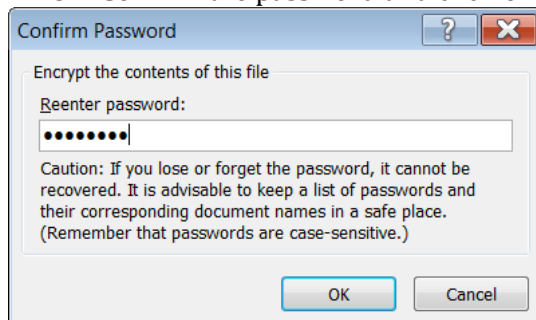 Confirm Password
Encrypt the contents of this file
Reenter password:
••••••••
Caution: If you lose or forget the password, it cannot be
recovered. It is advisable to keep a list of passwords and
their corresponding document names in a safe place.
(Remember that passwords are case-sensitive.)
OK Cancel